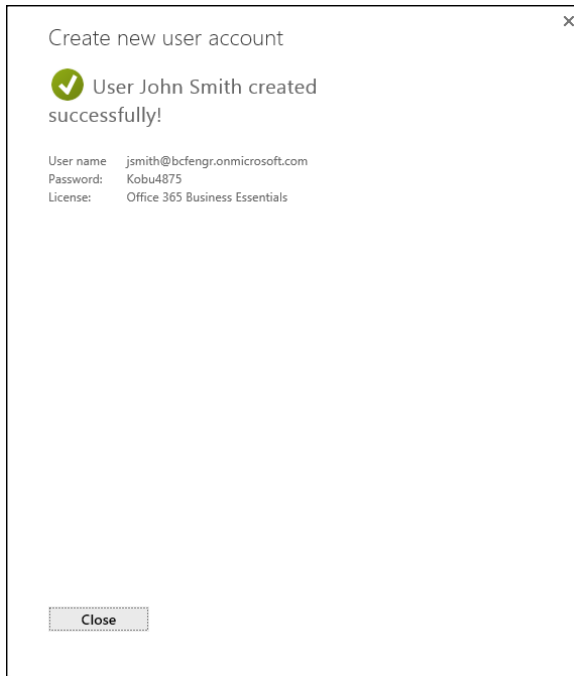 Create new user account
User John Smith created
successfully!
User name jsmith@bcfengr.onmicrosoft.com
Password: Kobu4875
License: Office 365 Business Essentials
Close